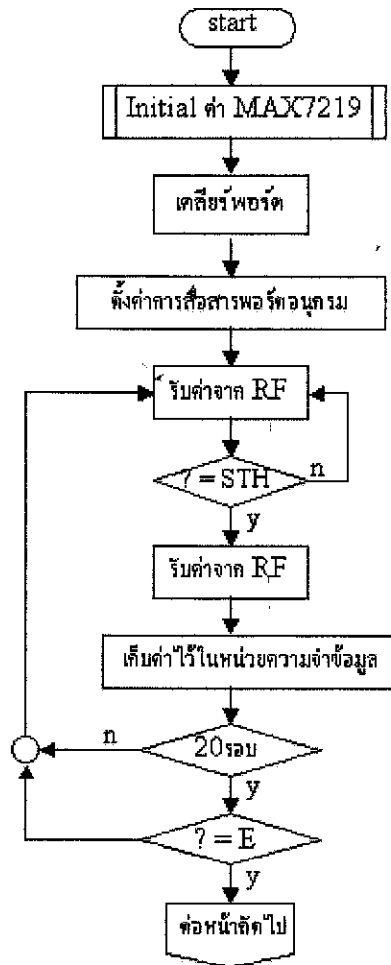 start
Initial ค่า MAX7219
เคลียร์พอร์ต
ตั้งค่าการสื่อสารพอร์ตอนุกรม
รับค่าจาก RF
? = STH
n
y
รับค่าจาก RF
เก็บค่าไว้ในหน่วยความจำข้อมูล
n
20รอบ
y
? = E
y
ต่อหน้าถัดไป